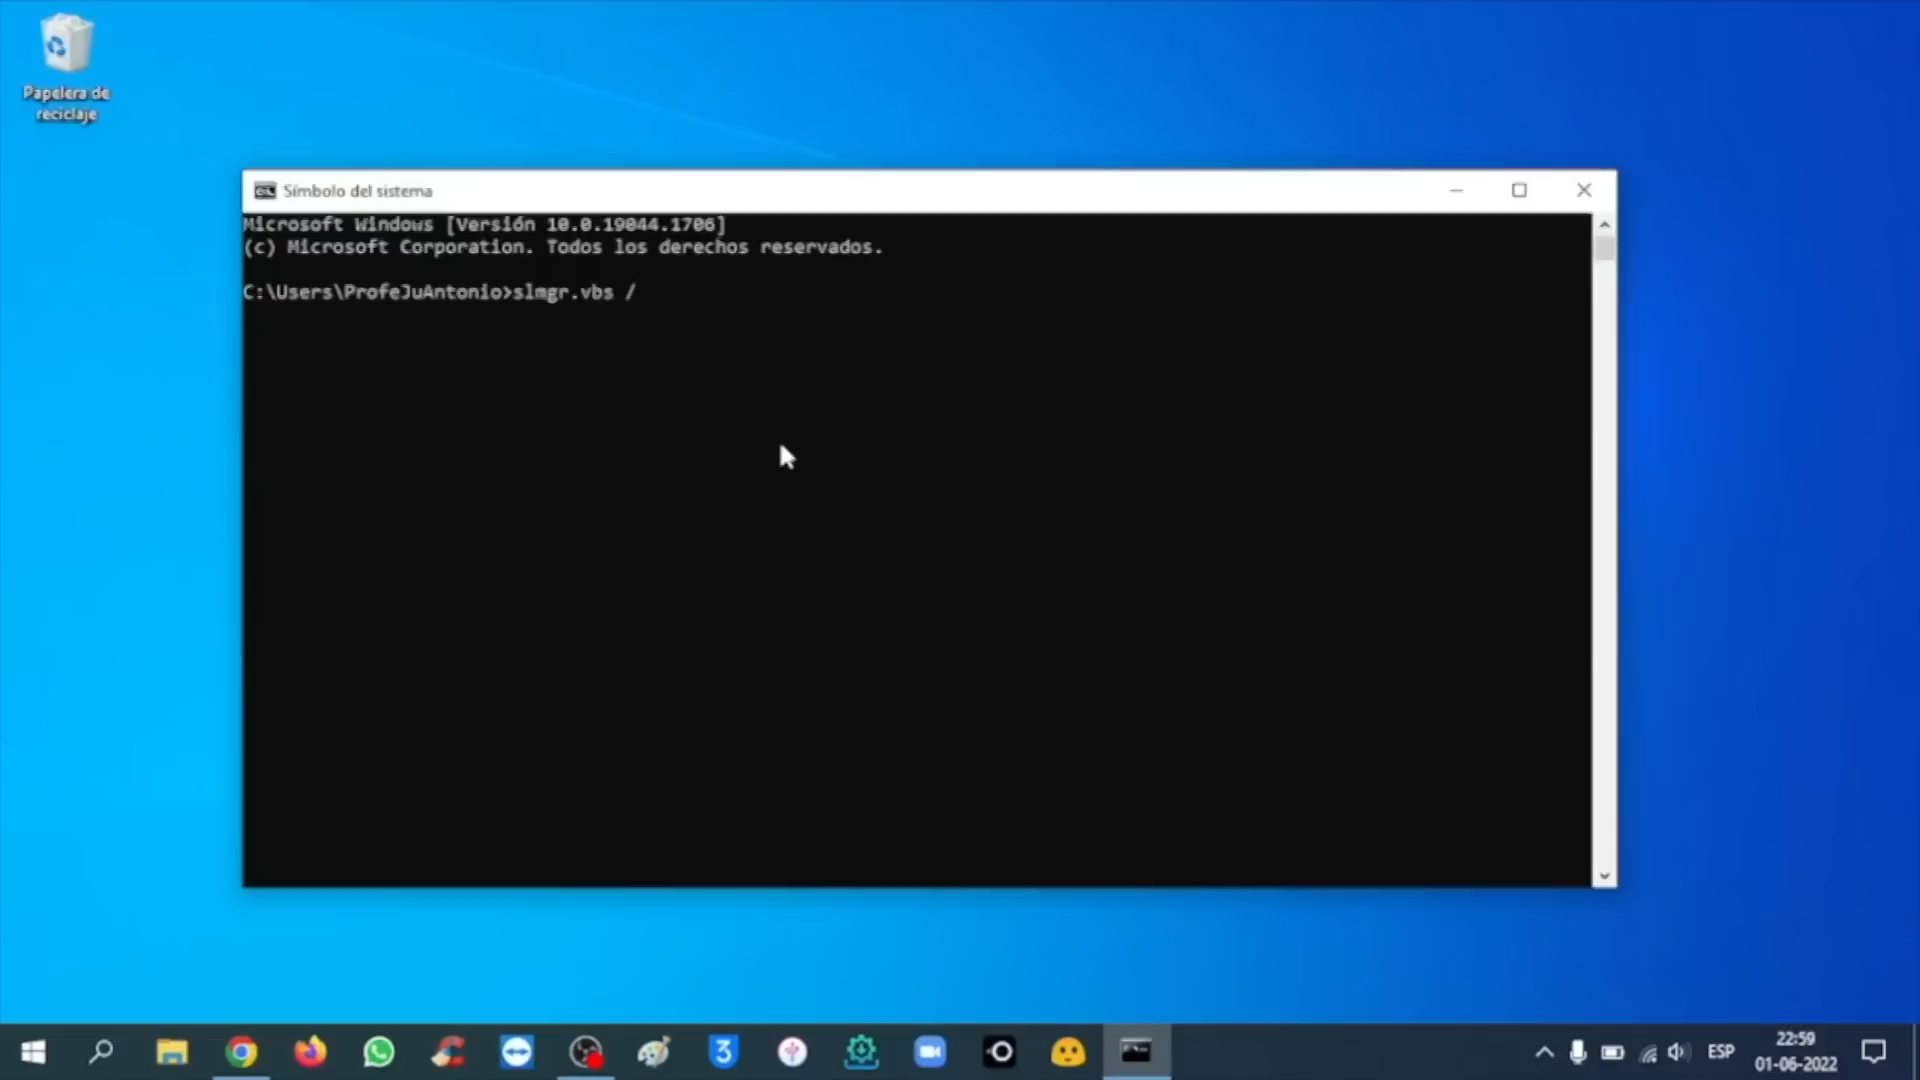 Papelera de
reciclaje
Símbolo del sistema
Microsoft Windows [Versión 10.0.19044.1706]
(c) Microsoft Corporation. Todos los derechos reservados.
C:\Users\ProfeJuAntonio>slmgr.vbs /
3
ESP
22:59
01-06-2022